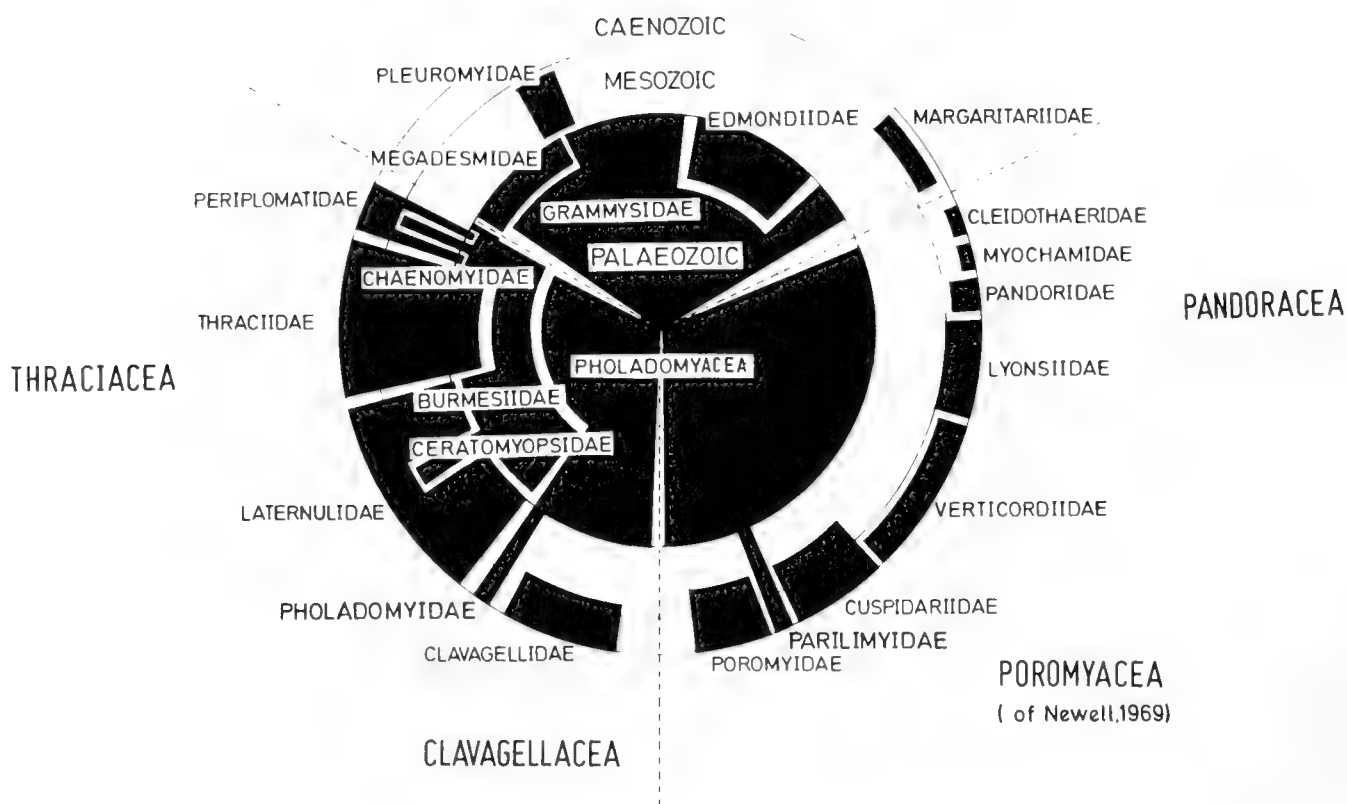 CAENOZOIC
PLEUROMYIDAE
MESOZOIC
EDMONDIIDAE
MARGARITARIIDAE
MEGADESMIDAE
PERIPLOMATIDAE
GRAMMYSIDAE
CLEIDOTHAERIDAE
PALAEOZOIC
MYOCHAMIDAE
CHAENOMYIDAE
PANDORIDAE
PANDORACEA
THRACIIDAE
PHOLADOMYACEA
LYONSIIDAE
THRACIACEA
BURMESIIDAE
CERATOMYOPSIDAE
LATERNULIDAE
VERTICORDIIDAE
PHOLADOMYIDAE
CUSPIDARIIDAE
PARILIMYIDAE
CLAVAGELLIDAE
POROMYIDAE
POROMYACEA
( of Newell,1969)
CLAVAGELLACEA